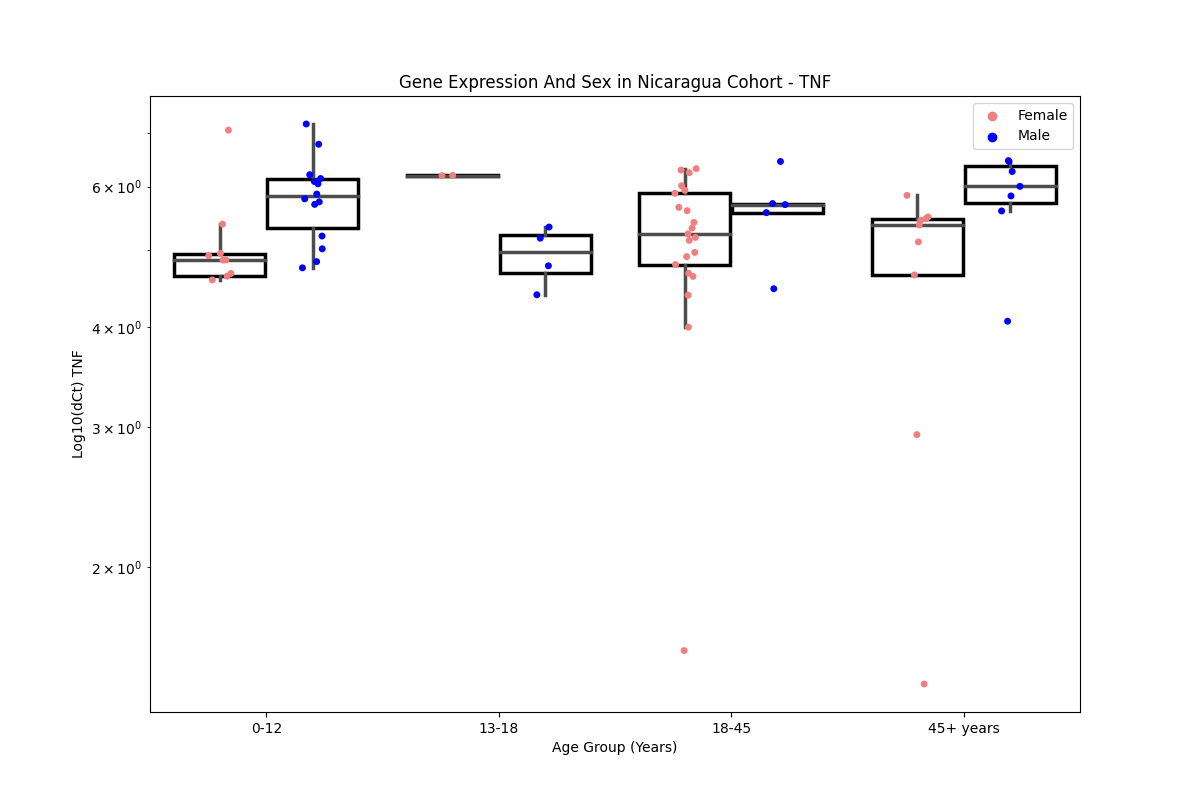 Gene Expression And Sex in Nicaragua Cohort - TNF
Female
Male
6 × 10⁰
4 × 10⁰
3 × 10⁰
2 × 10⁰
Log10(dCt) TNF
0-12
13-18
18-45
45+ years
Age Group (Years)